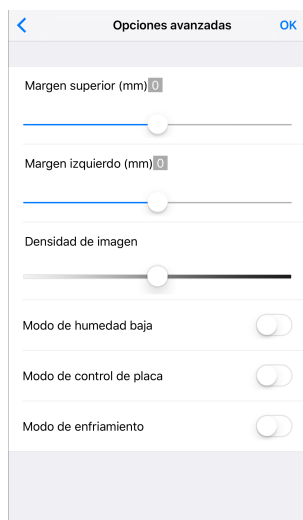 Opciones avanzadas OK
Margen superior (mm) 0
Margen izquierdo (mm) 0
Densidad de imagen
Modo de humedad baja
Modo de control de placa
Modo de enfriamiento